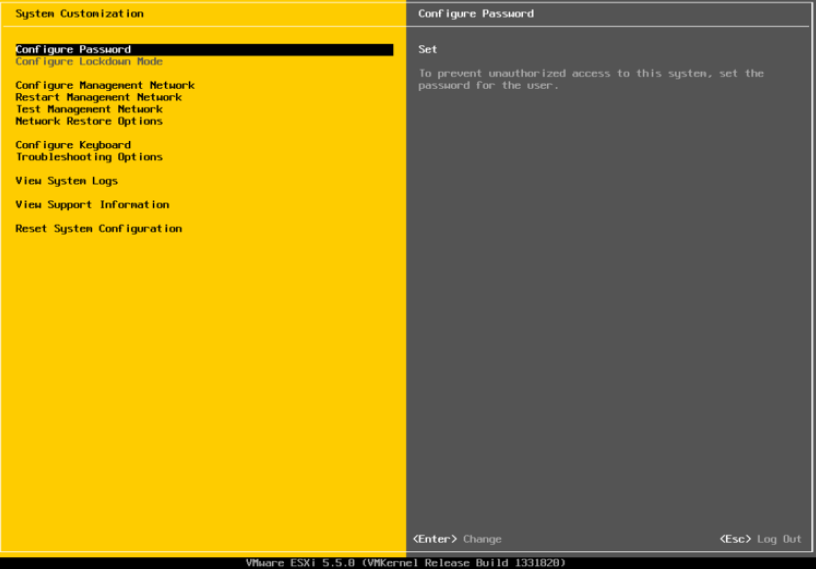 System Customization
Configure Password
Configure Lockdown Mode
Configure Management Network
Restart Management Network
Test Management Network
Network Restore Options
Configure Keyboard
Troubleshooting Options
View System Logs
View Support Information
Reset System Configuration
Configure Password
Set
To prevent unauthorized access to this system, set the
password for the user.
<Enter> Change
<Esc> Log Out
VMware ESXi 5.5.0 (VMKernel Release Build 1331820)